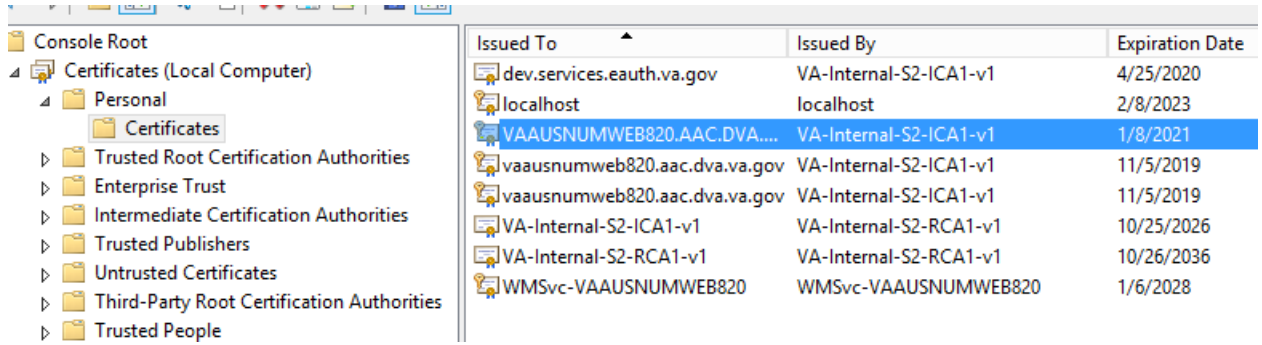 Console Root
Certificates (Local Computer)
Personal
Certificates
Trusted Root Certification Authorities
Enterprise Trust
Intermediate Certification Authorities
Trusted Publishers
Untrusted Certificates
Third-Party Root Certification Authorities
Trusted People
Issued To Issued By Expiration Date
dev.services.eauth.va.gov VA-Internal-S2-ICA1-v1 4/25/2020
localhost localhost 2/8/2023
VAAUSNUMWEB820.AAC.DVA.... VA-Internal-S2-ICA1-v1 1/8/2021
vaausnumweb820.aac.dva.va.gov VA-Internal-S2-ICA1-v1 11/5/2019
vaausnumweb820.aac.dva.va.gov VA-Internal-S2-ICA1-v1 11/5/2019
VA-Internal-S2-ICA1-v1 VA-Internal-S2-RCA1-v1 10/25/2026
VA-Internal-S2-RCA1-v1 VA-Internal-S2-RCA1-v1 10/26/2036
WMSvc-VAAUSNUMWEB820 WMSvc-VAAUSNUMWEB820 1/6/2028